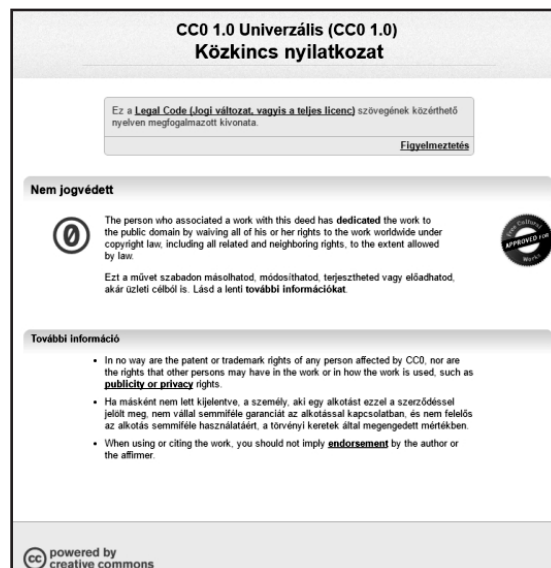 CC0 1.0 Univerzális (CC0 1.0)
Közkincs nyilatkozat
Ez a Legal Code (Jogi változat, vagyis a teljes licenc) szövegének közérthető
nyelven megfogalmazott kivonata.
Figyelmeztetés
Nem jogvédett
The person who associated a work with this deed has dedicated the work to
the public domain by waiving all of his or her rights to the work worldwide under
copyright law, including all related and neighboring rights, to the extent allowed
by law.
Ezt a művet szabadon másolhatod, módosíthatod, terjesztheted vagy előadhatod,
akár üzleti célból is. Lásd a lenti további információkat.
Free Cultural
APPROVED FOR
Works
További információ
• In no way are the patent or trademark rights of any person affected by CC0, nor are
the rights that other persons may have in the work or in how the work is used, such as
publicity or privacy rights.
• Ha másként nem lett kijelentve, a személy, aki egy alkotást ezzel a szerződéssel
jelölt meg, nem vállal semmiféle garanciát az alkotással kapcsolatban, és nem felelős
az alkotás semmiféle használatáért, a törvényi keretek által megengedett mértékben.
• When using or citing the work, you should not imply endorsement by the author or
the affirmer.
cc powered by
creative commons